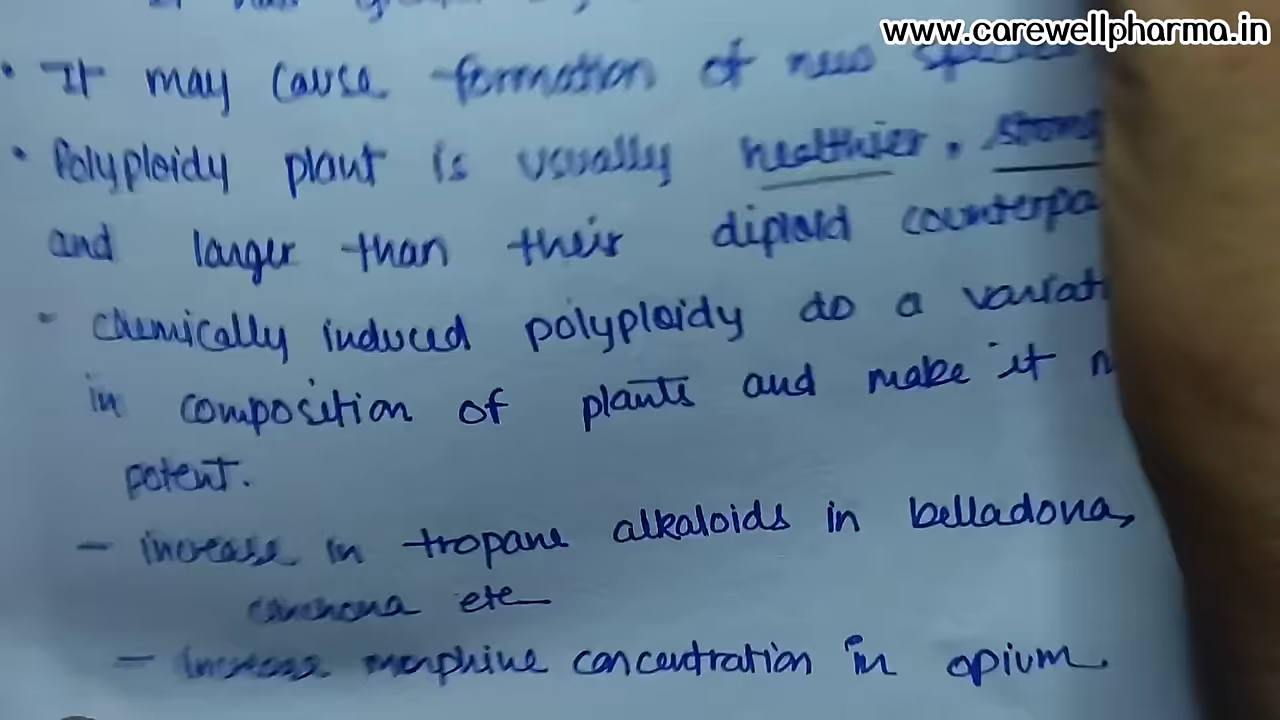 www.carewellpharma.in
• It may cause formation of new
• Polyploidy plant is usually healthier, strong
and larger than their diploid counterpa
• Chemically induced polyploidy do a variat
in composition of plants and make it
potent.
- increase in tropane alkaloids in belladona,
cinchona etc
- increase morphine concentration in opium.